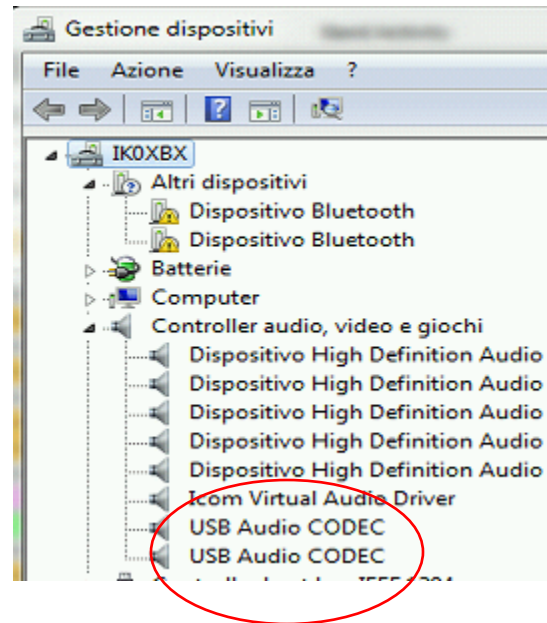 Gestione dispositivi
File Azione Visualizza ?
IK0XBX
Altri dispositivi
Dispositivo Bluetooth
Dispositivo Bluetooth
Batterie
Computer
Controller audio, video e giochi
Dispositivo High Definition Audio
Dispositivo High Definition Audio
Dispositivo High Definition Audio
Dispositivo High Definition Audio
Dispositivo High Definition Audio
Icom Virtual Audio Driver
USB Audio CODEC
USB Audio CODEC